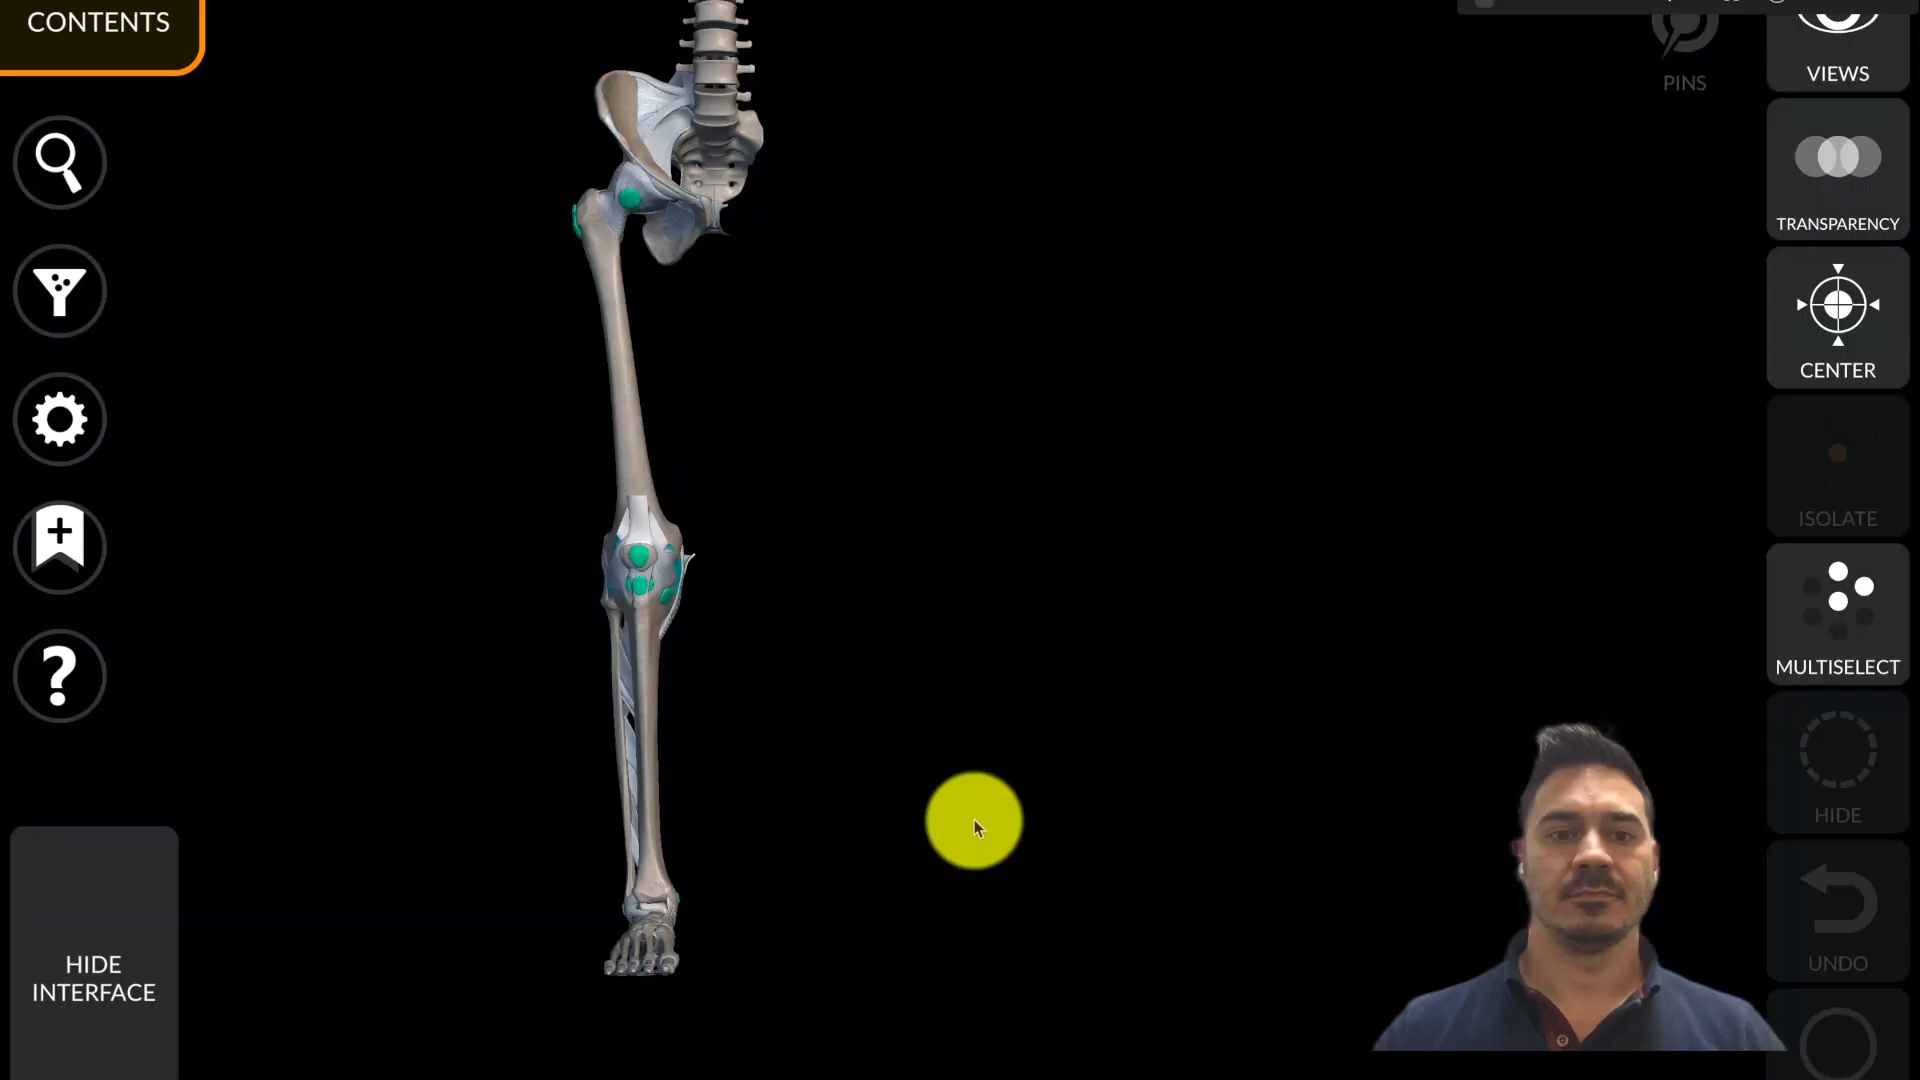 CONTENTS
PINS
VIEWS
TRANSPARENCY
CENTER
ISOLATE
MULTISELECT
HIDE
UNDO
HIDE
INTERFACE